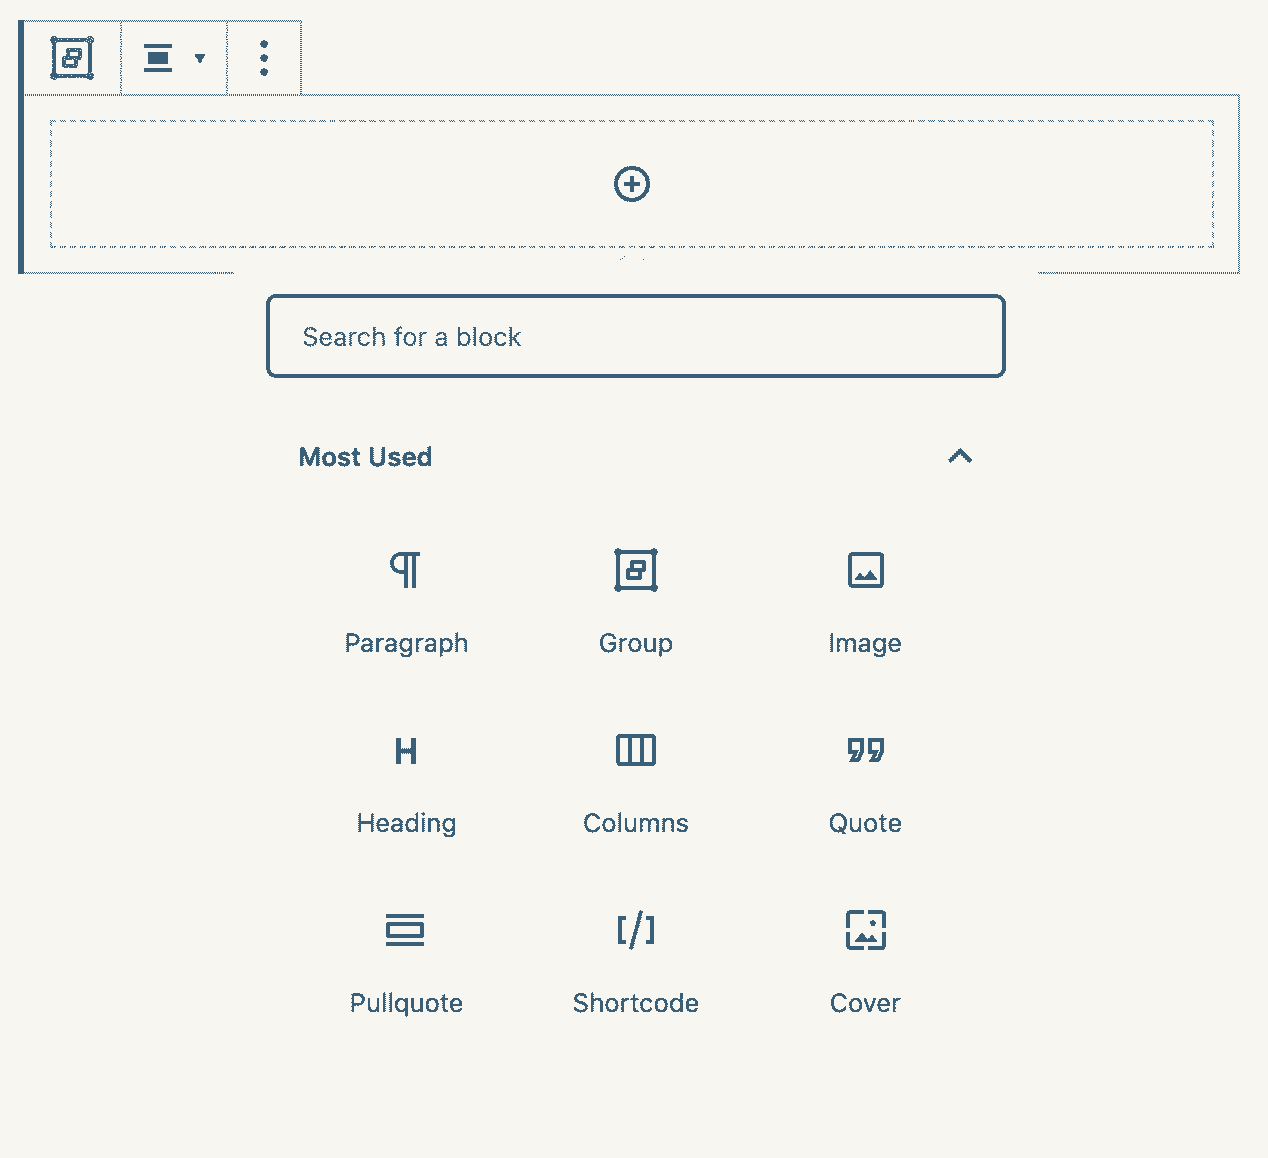 Search for a block
Most Used
Paragraph
Group
Image
Heading
Columns
Quote
Pullquote
Shortcode
Cover